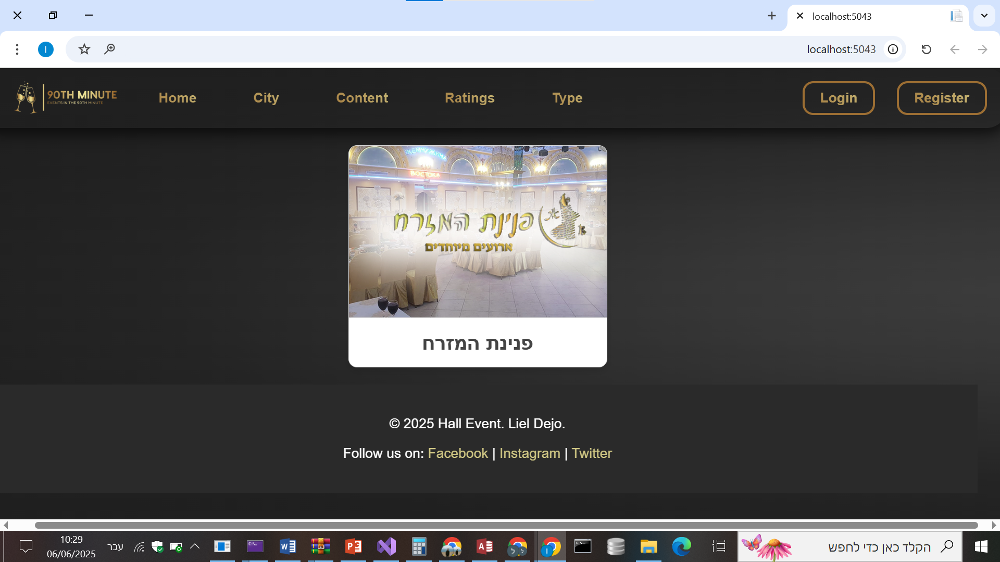 localhost:5043
localhost:5043
90TH MINUTE
EVENTS IN THE 90TH MINUTE
Home
City
Content
Ratings
Type
Login
Register
ЖЕМЧУЖИНА
ВОСТОКА
פנינת המזרח
ארועים מיוחדים
פנינת המזרח
© 2025 Hall Event. Liel Dejo.
Follow us on: Facebook | Instagram | Twitter
10:29
06/06/2025
עבר
הקלד כאן כדי לחפש